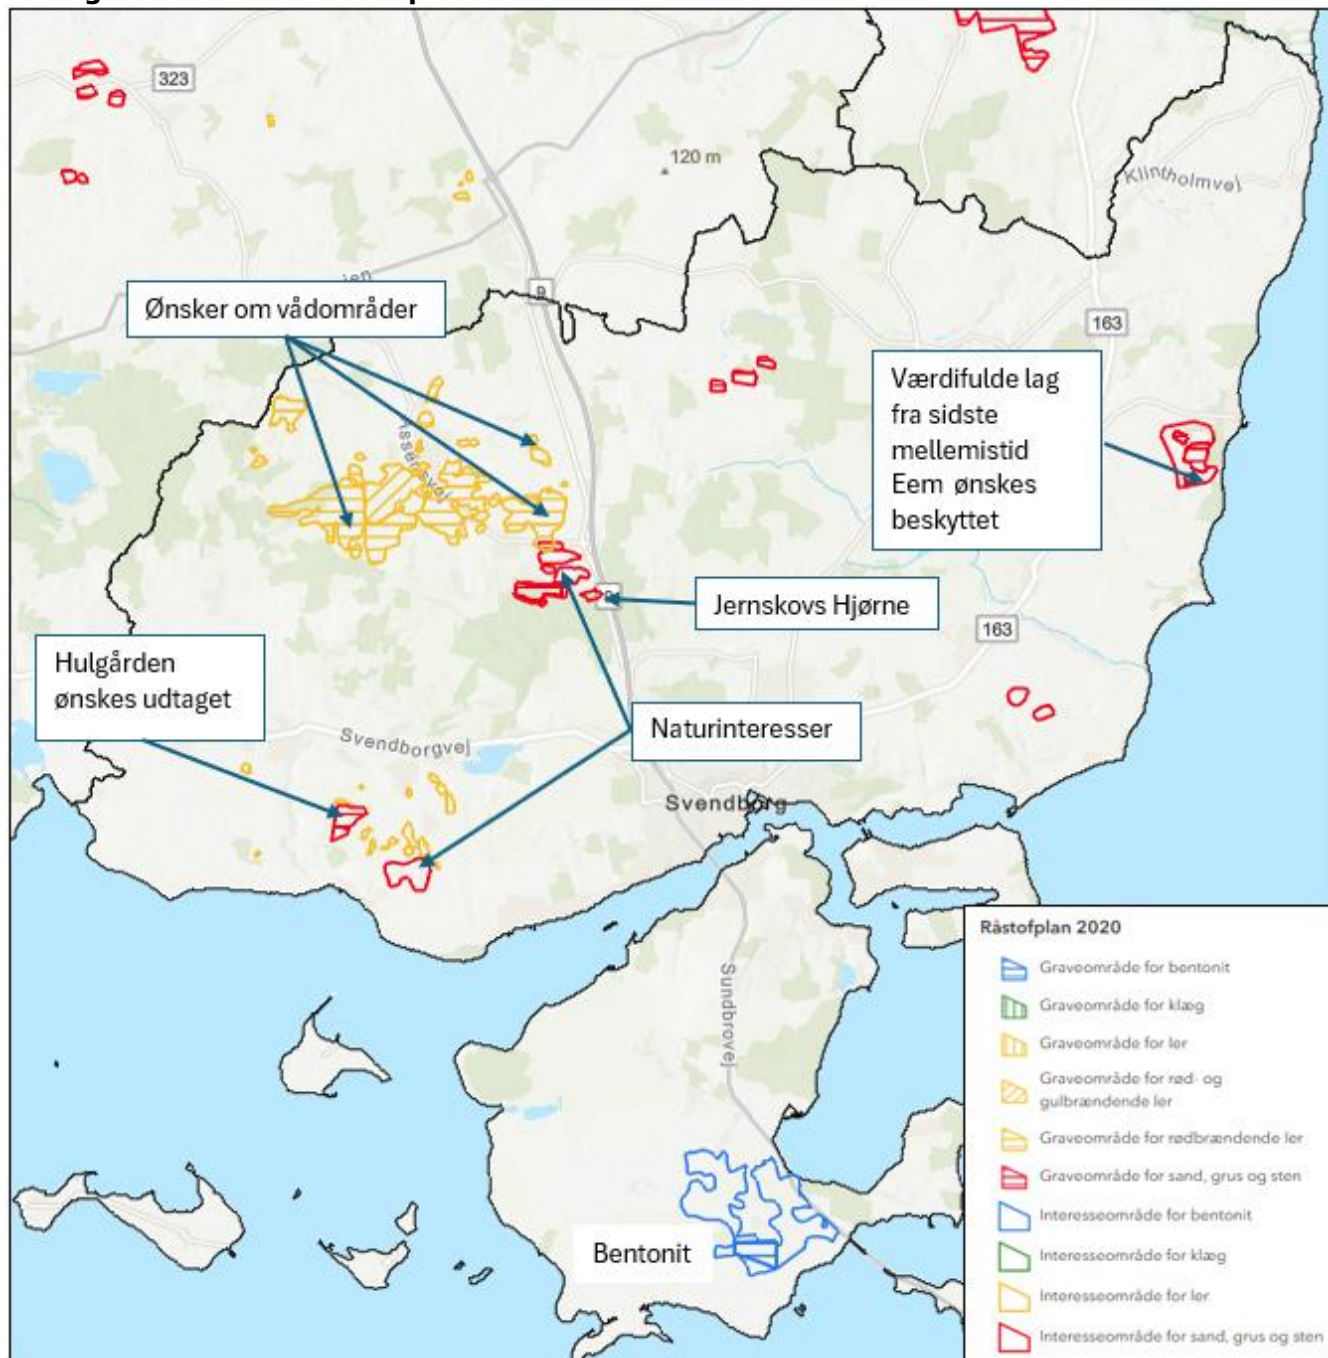 323
120 m
Klintholmvej
9
Ønsker om vådområder
163
Værdifulde lag
fra sidste
mellemistid
Eem ønskes
beskyttet
Assensvej
Jernskovs Hjørne
163
Hulgården
ønskes udtaget
Svendborgvej
Naturinteresser
Svendborg
Sundbrovej
Bentonit
Råstofplan 2020
Graveområde for bentonit
Graveområde for klæg
Graveområde for ler
Graveområde for rød- og
gulbrændende ler
Graveområde for rødbrændende ler
Graveområde for sand, grus og sten
Interesseområde for bentonit
Interesseområde for klæg
Interesseområde for ler
Interesseområde for sand, grus og sten